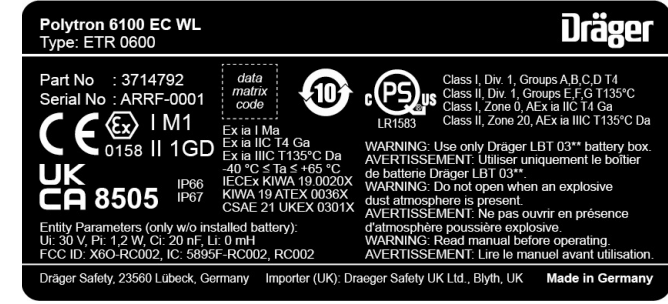 Polytron 6100 EC WL
Type: ETR 0600
Dräger
Part No : 3714792
Serial No : ARRF-0001
data
matrix
code
10
c PS US
LR1583
Class I, Div. 1, Groups A,B,C,D T4
Class II, Div. 1, Groups E,F,G T135°C
Class I, Zone 0, AEx ia IIC T4 Ga
Class II, Zone 20, AEx ia IIIC T135°C Da
CE 0158 Ex I M1
II 1GD
UK
CA 8505
IP66
IP67
Ex ia I Ma
Ex ia IIC T4 Ga
Ex ia IIIC T135°C Da
-40 °C ≤ Ta ≤ +65 °C
IECEx KIWA 19.0020X
KIWA 19 ATEX 0036X
CSAE 21 UKEX 0301X
WARNING: Use only Dräger LBT 03** battery box.
AVERTISSEMENT: Utiliser uniquement le boîtier
de batterie Dräger LBT 03**.
WARNING: Do not open when an explosive
dust atmosphere is present.
AVERTISSEMENT: Ne pas ouvrir en présence
d'atmosphère poussière explosive.
WARNING: Read manual before operating.
AVERTISSEMENT: Lire le manuel avant utilisation.
Entity Parameters (only w/o installed battery):
Ui: 30 V, Pi: 1,2 W, Ci: 20 nF, Li: 0 mH
FCC ID: X6O-RC002, IC: 5895F-RC002, RC002
Dräger Safety, 23560 Lübeck, Germany Importer (UK): Draeger Safety UK Ltd., Blyth, UK Made in Germany